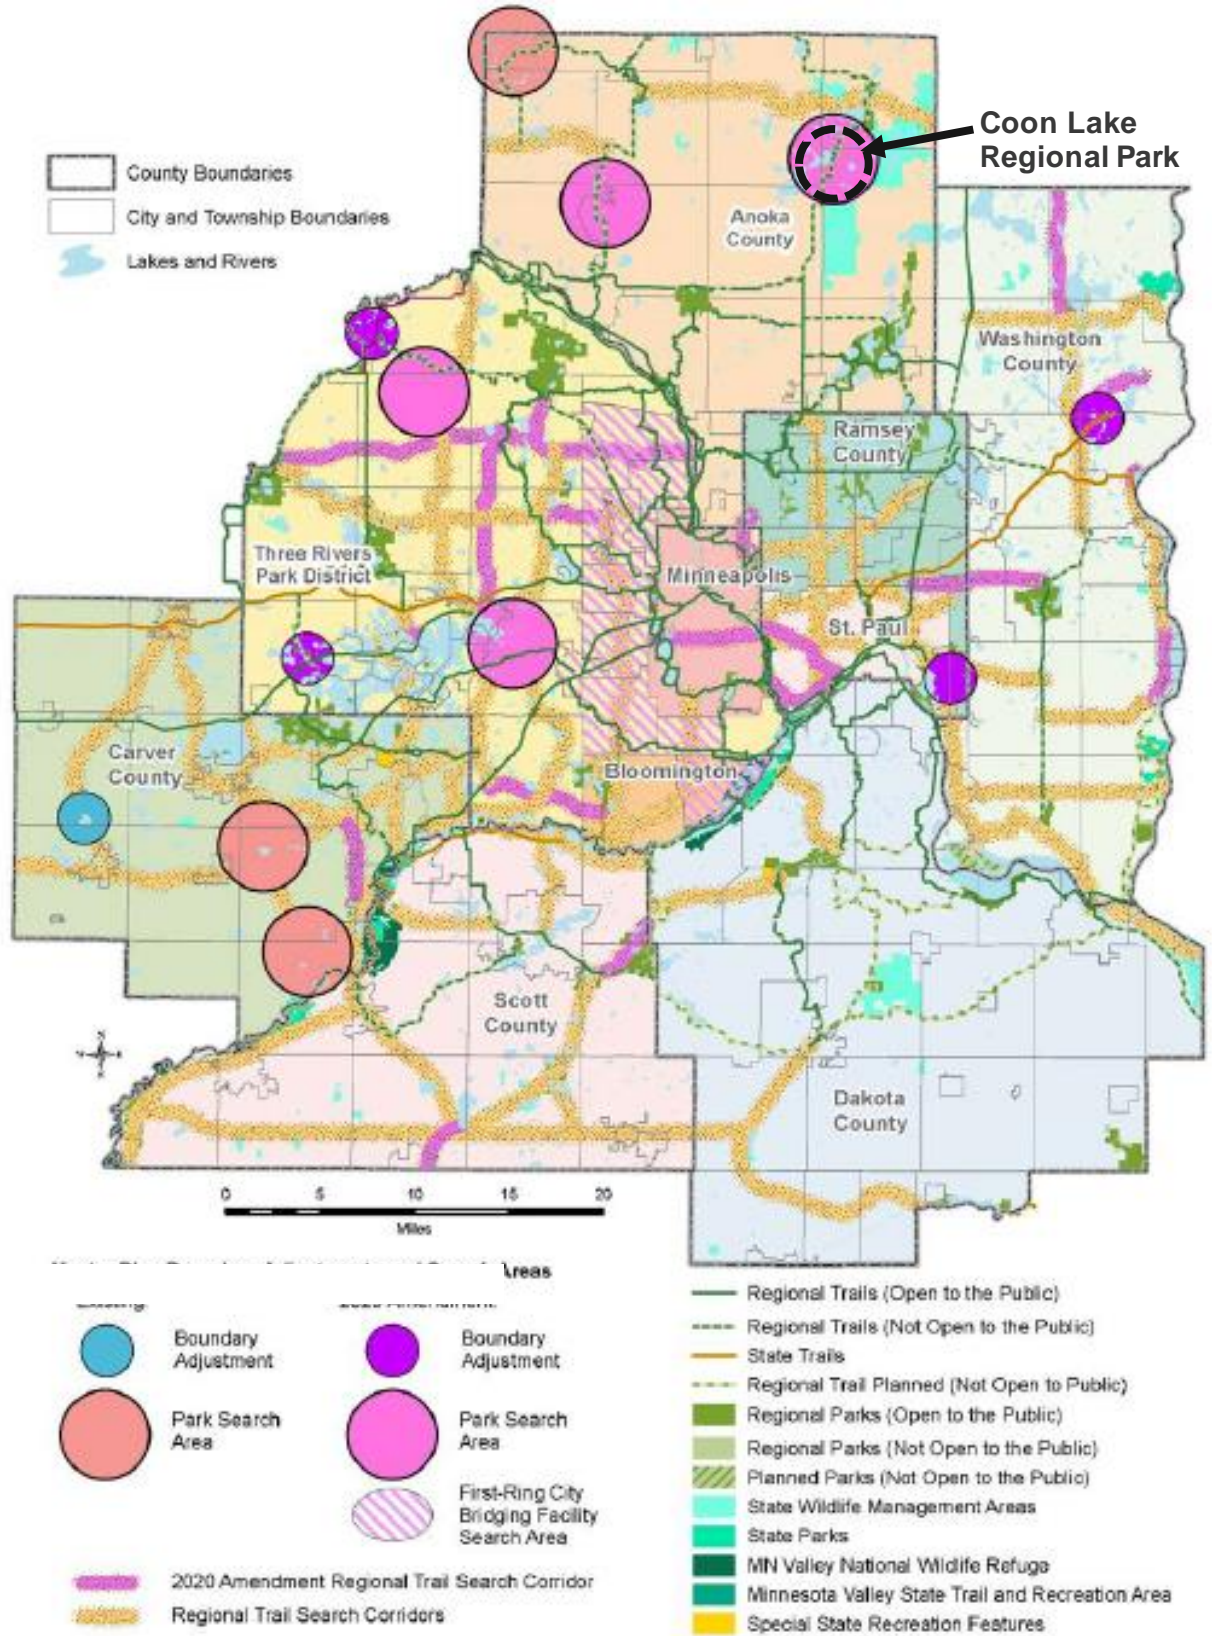 Coon Lake
Regional Park
County Boundaries
City and Township Boundaries
Lakes and Rivers
Anoka
County
Washington
County
Ramsey
County
Three Rivers
Park District
Minneapolis
St. Paul
Carver
County
Bloomington
Scott
County
Dakota
County
0 5 10 15 20
Miles
Areas
Boundary
Adjustment
Boundary
Adjustment
Park Search
Area
Park Search
Area
First-Ring City
Bridging Facility
Search Area
2020 Amendment Regional Trail Search Corridor
Regional Trail Search Corridors
Regional Trails (Open to the Public)
Regional Trails (Not Open to the Public)
State Trails
Regional Trail Planned (Not Open to Public)
Regional Parks (Open to the Public)
Regional Parks (Not Open to the Public)
Planned Parks (Not Open to the Public)
State Wildlife Management Areas
State Parks
MN Valley National Wildlife Refuge
Minnesota Valley State Trail and Recreation Area
Special State Recreation Features